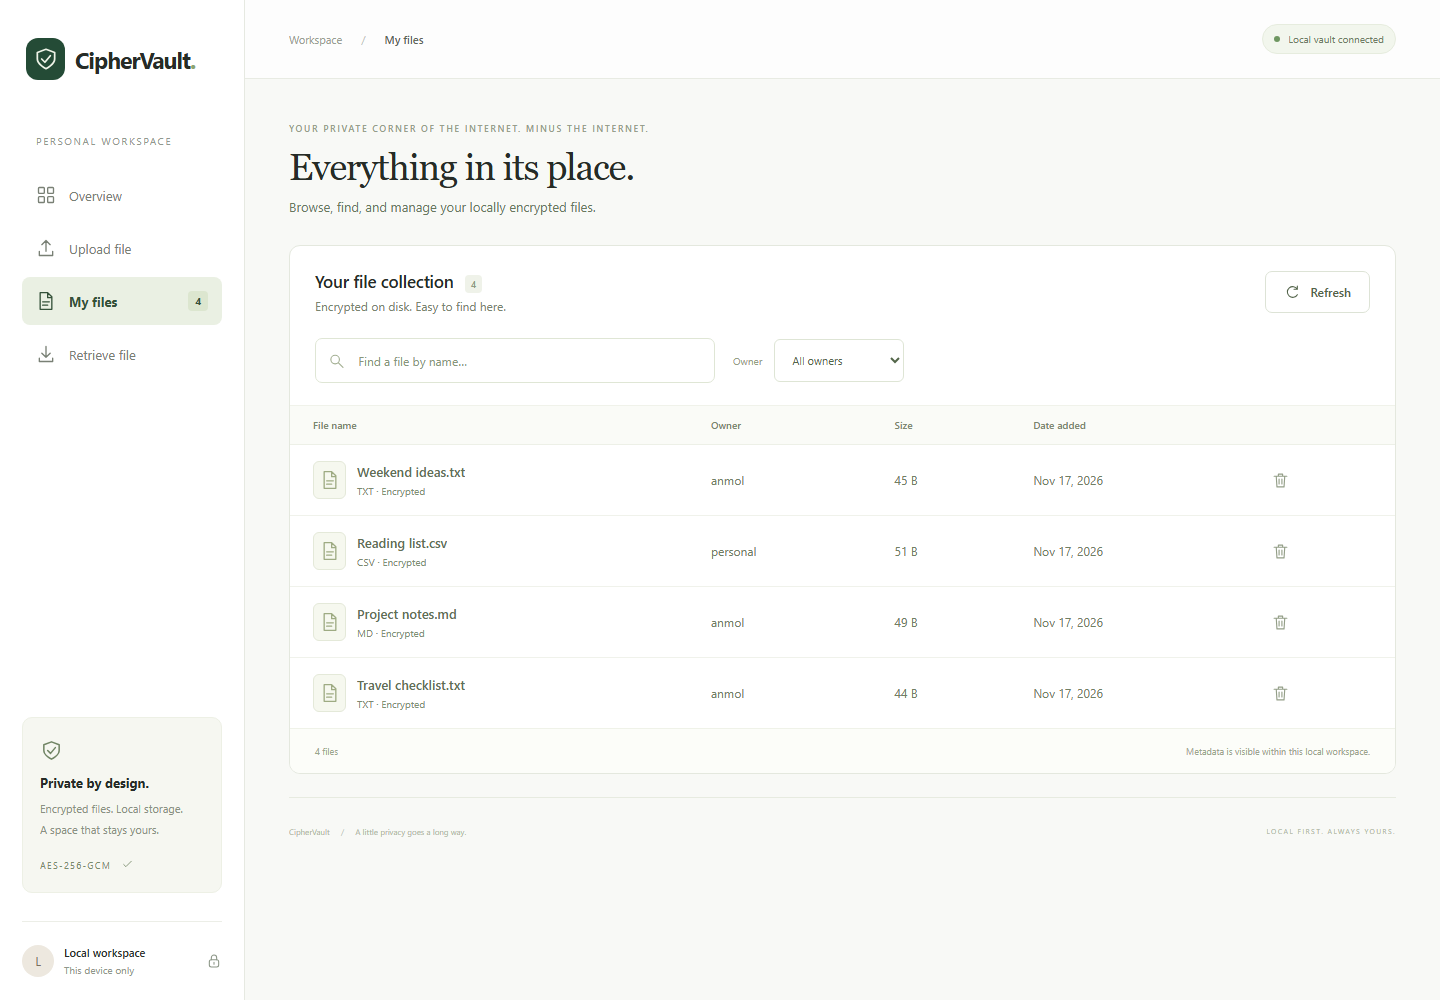 CipherVault.
PERSONAL WORKSPACE
Overview
Upload file
My files 4
Retrieve file
Private by design.
Encrypted files. Local storage.
A space that stays yours.
AES-256-GCM
L
Local workspace
This device only
Workspace / My files
Local vault connected
YOUR PRIVATE CORNER OF THE INTERNET. MINUS THE INTERNET.
Everything in its place.
Browse, find, and manage your locally encrypted files.
Your file collection 4
Encrypted on disk. Easy to find here.
Refresh
Find a file by name...
Owner
All owners
File name Owner Size Date added
Weekend ideas.txt
TXT · Encrypted
anmol 45 B Nov 17, 2026
Reading list.csv
CSV · Encrypted
personal 51 B Nov 17, 2026
Project notes.md
MD · Encrypted
anmol 49 B Nov 17, 2026
Travel checklist.txt
TXT · Encrypted
anmol 44 B Nov 17, 2026
4 files
Metadata is visible within this local workspace.
CipherVault / A little privacy goes a long way.
LOCAL FIRST. ALWAYS YOURS.